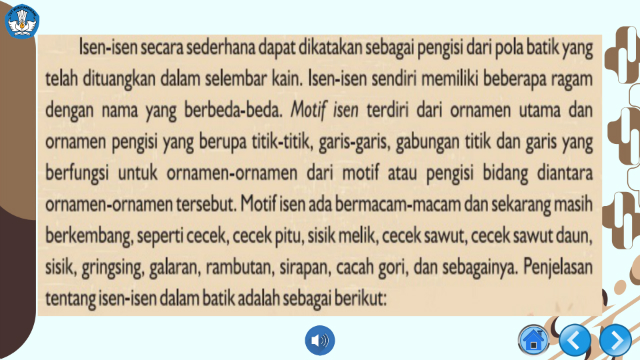 Isen-isen secara sederhana dapat dikatakan sebagai pengisi dari pola batik yang
telah dituangkan dalam selembar kain. Isen-isen sendiri memiliki beberapa ragam
dengan nama yang berbeda-beda. Motif isen terdiri dari ornamen utama dan
ornamen pengisi yang berupa titik-titik, garis-garis, gabungan titik dan garis yang
berfungsi untuk ornamen-ornamen dari motif atau pengisi bidang diantara
ornamen-ornamen tersebut. Motif isen ada bermacam-macam dan sekarang masih
berkembang, seperti cecek, cecek pitu, sisik melik, cecek sawut, cecek sawut daun,
sisik, gringsing, galaran, rambutan, sirapan, cacah gori, dan sebagainya. Penjelasan
tentang isen-isen dalam batik adalah sebagai berikut: